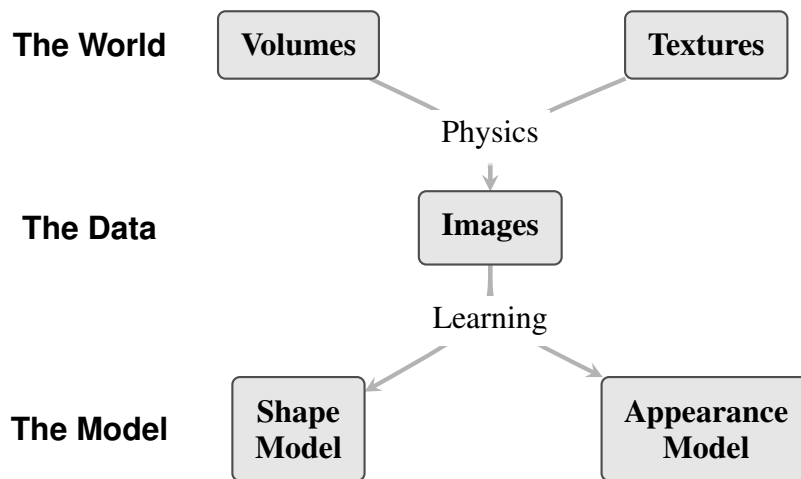 The World
Volumes
Textures
Physics
The Data
Images
Learning
The Model
Shape
Model
Appearance
Model